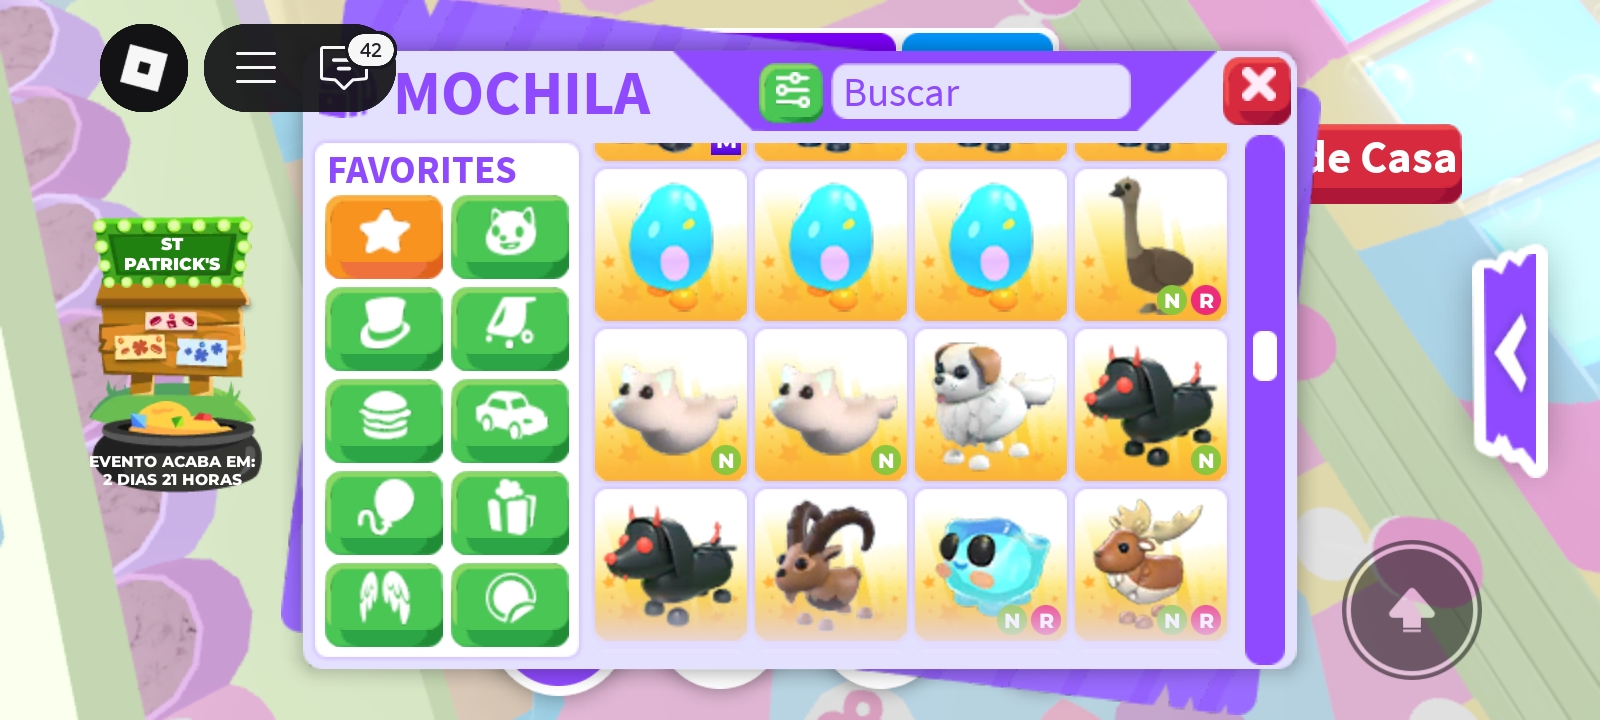 42
MOCHILA
Buscar
de Casa
FAVORITES
M
ST
PATRICK'S
EVENTO ACABA EM:
2 DIAS 21 HORAS
N R
N
N
N
N R
N R